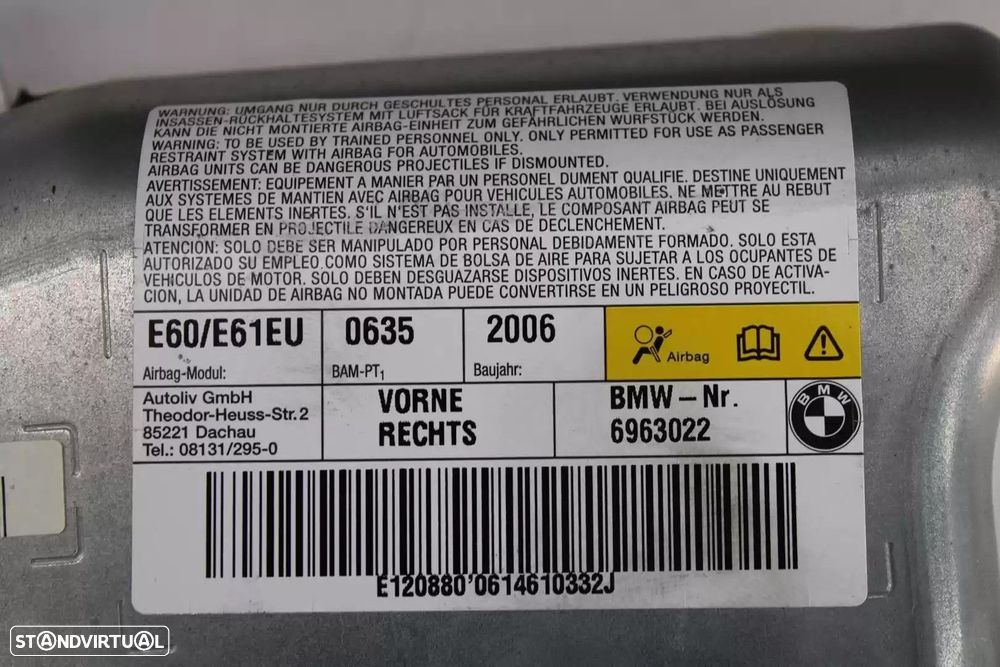 WARNUNG: UMGANG NUR DURCH GESCHULTES PERSONAL ERLAUBT. VERWENDUNG NUR ALS
INSASSEN-RÜCKHALTESYSTEM MIT LUFTSACK FÜR KRAFTFAHRZEUGE ERLAUBT. BEI AUSLÖSUNG
KANN DIE NICHT MONTIERTE AIRBAG-EINHEIT ZUM GEFÄHRLICHEN WURFSTÜCK WERDEN.
WARNING: TO BE USED BY TRAINED PERSONNEL ONLY. ONLY PERMITTED FOR USE AS PASSENGER
RESTRAINT SYSTEM WITH AIRBAG FOR AUTOMOBILES.
AIRBAG UNITS CAN BE DANGEROUS PROJECTILES IF DISMOUNTED.
AVERTISSEMENT: EQUIPEMENT A MANIER PAR UN PERSONEL DUMENT QUALIFIE. DESTINE UNIQUEMENT
AUX SYSTEMES DE MANTIEN AVEC AIRBAG POUR VEHICULES AUTOMOBILES. NE METTRE AU REBUT
QUE LES ELEMENTS INERTES. S'IL N'EST PAS INSTALLE, LE COMPOSANT AIRBAG PEUT SE
TRANSFORMER EN PROJECTILE DANGEREUX EN CAS DE DECLENCHEMENT.
ATENCIÓN: SOLO DEBE SER MANIPULADO POR PERSONAL DEBIDAMENTE FORMADO. SOLO ESTA
AUTORIZADO SU EMPLEO COMO SISTEMA DE BOLSA DE AIRE PARA SUJETAR A LOS OCUPANTES DE
VEHICULOS DE MOTOR. SOLO DEBEN DESGUAZARSE DISPOSITIVOS INERTES. EN CASO DE ACTIVA-
CION, LA UNIDAD DE AIRBAG NO MONTADA PUEDE CONVERTIRSE EN UN PELIGROSO PROYECTIL.
E60/E61EU 0635 2006
Airbag-Modul: BAM-PT1 Baujahr: Airbag
Autoliv GmbH
Theodor-Heuss-Str. 2
85221 Dachau
Tel.: 08131/295-0
VORNE
RECHTS
BMW-Nr.
6963022
BMW
E120880'0614610332J
STANDVIRTUAL